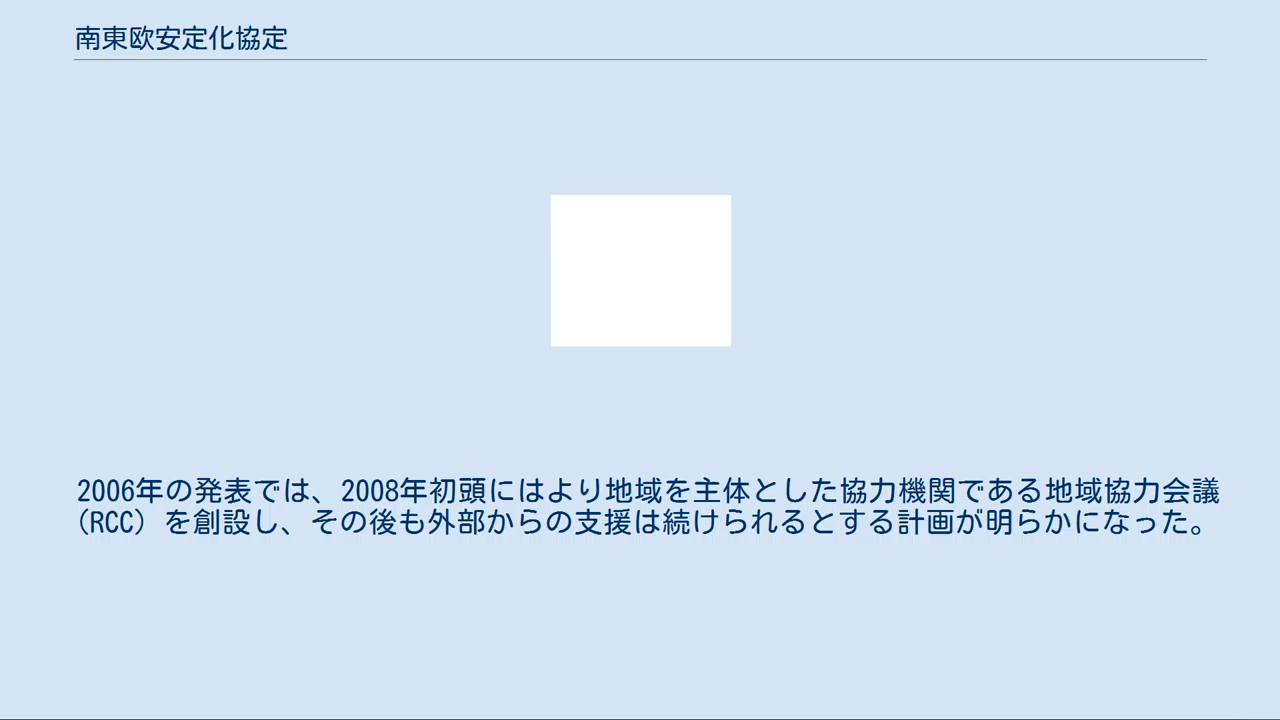 南東欧安定化協定
2006年の発表では、2008年初頭にはより地域を主体とした協力機関である地域協力会議
（RCC）を創設し、その後も外部からの支援は続けられるとする計画が明らかになった。